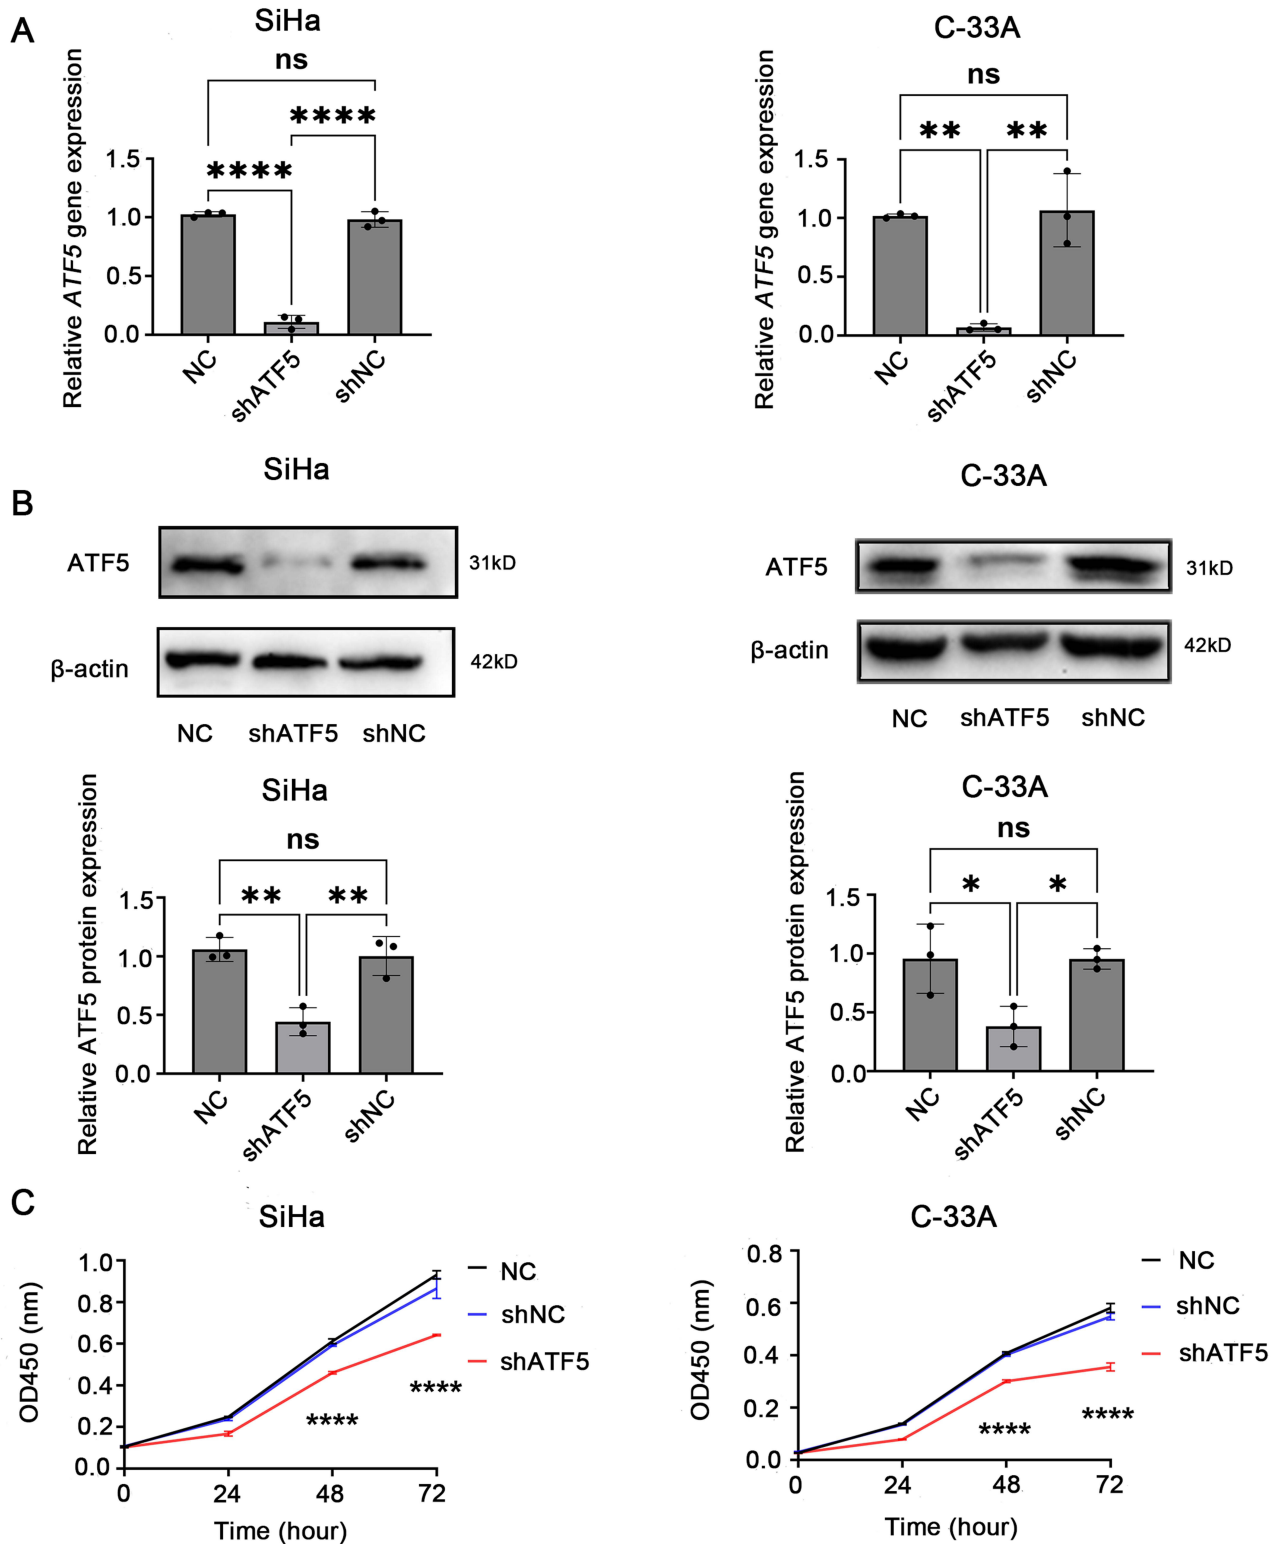 A
SiHa
ns
****
****
Relative ATF5 gene expression
1.5
1.0
0.5
0.0
NC
shATF5
shNC
C-33A
ns
**
**
Relative ATF5 gene expression
1.5
1.0
0.5
0.0
NC
shATF5
shNC
B
SiHa
ATF5
31kD
β-actin
42kD
NC shATF5 shNC
C-33A
ATF5
31kD
β-actin
42kD
NC shATF5 shNC
SiHa
ns
** **
Relative ATF5 protein expression
1.5
1.0
0.5
0.0
NC
shATF5
shNC
C-33A
ns
* *
Relative ATF5 protein expression
1.5
1.0
0.5
0.0
NC
shATF5
shNC
C
SiHa
OD450 (nm)
1.0
0.8
0.6
0.4
0.2
0.0
0 24 48 72
Time (hour)
NC
shNC
shATF5
****
****
C-33A
OD450 (nm)
0.8
0.6
0.4
0.2
0.0
0 24 48 72
Time (hour)
NC
shNC
shATF5
****
****